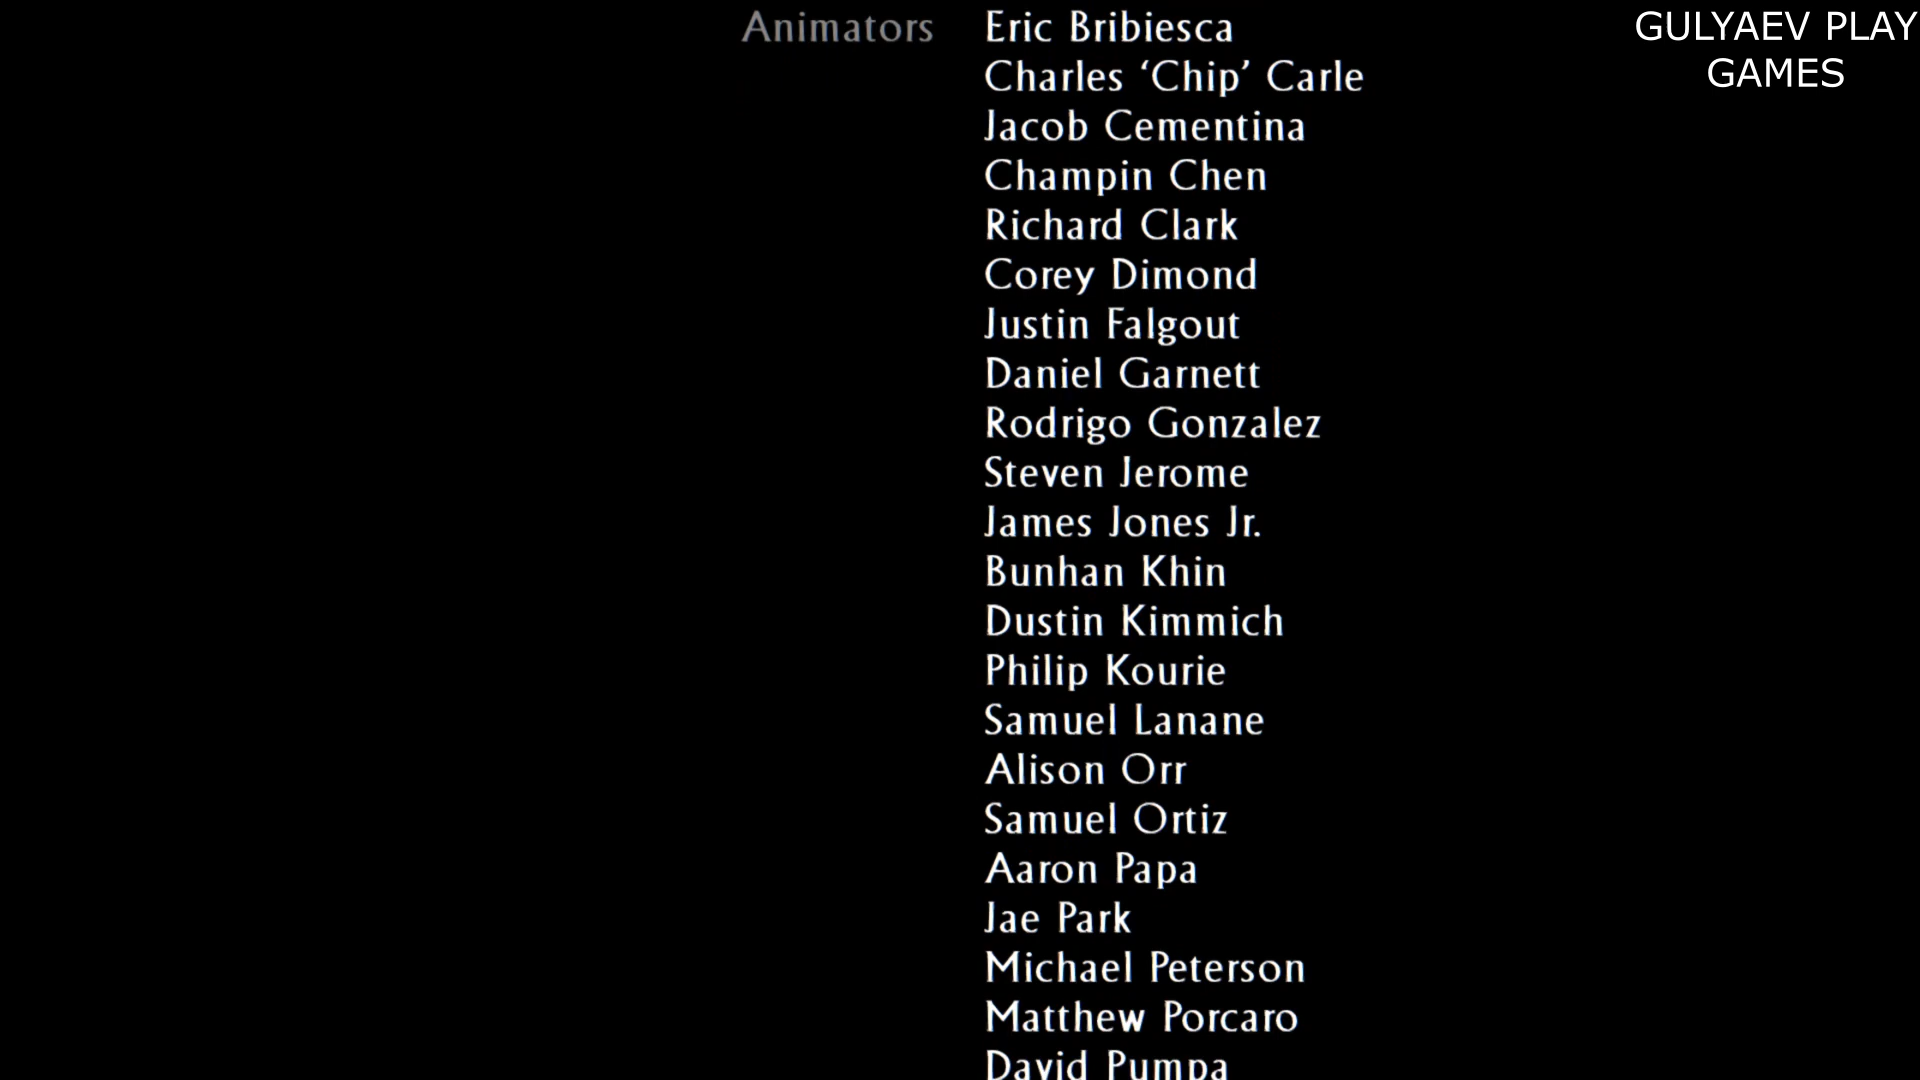 Animators Eric Bribiesca
Charles ‘Chip’ Carle
Jacob Cementina
Champin Chen
Richard Clark
Corey Dimond
Justin Falgout
Daniel Garnett
Rodrigo Gonzalez
Steven Jerome
James Jones Jr.
Bunhan Khin
Dustin Kimmich
Philip Kourie
Samuel Lanane
Alison Orr
Samuel Ortiz
Aaron Papa
Jae Park
Michael Peterson
Matthew Porcaro
David Pumpa
GULYAEV PLAY
GAMES